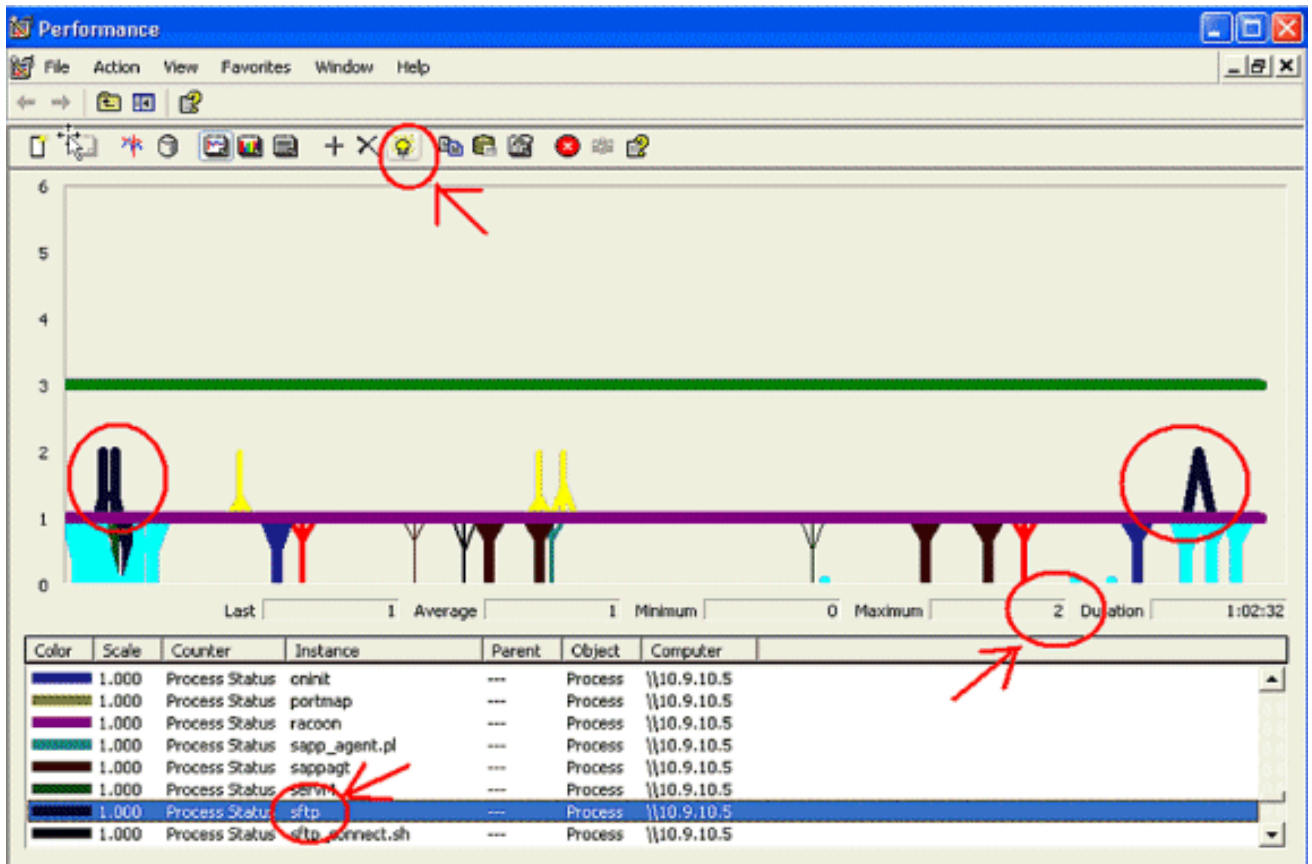 Performance
File Action View Favorites Window Help
6
5
4
3
2
1
0
Last 1 Average 1 Minimum 0 Maximum 2 Duration 1:02:32
Color Scale Counter Instance Parent Object Computer
1.000 Process Status oninit --- Process \\10.9.10.5
1.000 Process Status portmap --- Process \\10.9.10.5
1.000 Process Status racoon --- Process \\10.9.10.5
1.000 Process Status sapp_agent.pl --- Process \\10.9.10.5
1.000 Process Status sappagt --- Process \\10.9.10.5
1.000 Process Status servM --- Process \\10.9.10.5
1.000 Process Status sftp --- Process \\10.9.10.5
1.000 Process Status sftp_connect.sh --- Process \\10.9.10.5